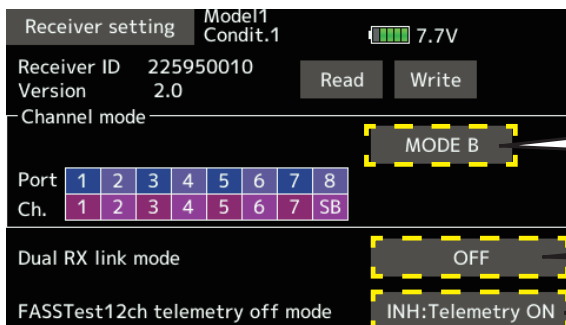 Receiver setting Model1
Condit.1 7.7V
Receiver ID 225950010
Version 2.0 Read Write
Channel mode
MODE B
Port 1 2 3 4 5 6 7 8
Ch. 1 2 3 4 5 6 7 SB
Dual RX link mode OFF
FASSTest12ch telemetry off mode INH:Telemetry ON